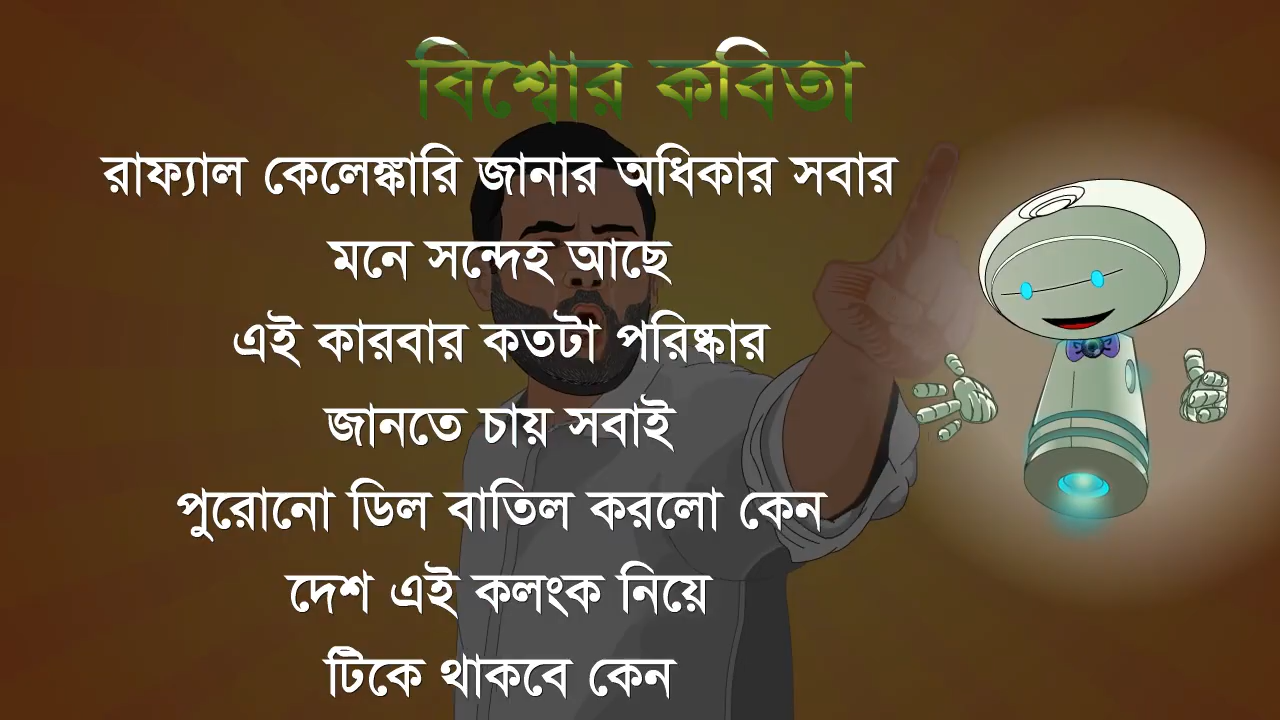 বিশ্বোর কবিতা
রাফ্যাল কেলেঙ্কারি জানার অধিকার সবার
মনে সন্দেহ আছে
এই কারবার কতটা পরিষ্কার
জানতে চায় সবাই
পুরোনো ডিল বাতিল করলো কেন
দেশ এই কলংক নিয়ে
টিকে থাকবে কেন